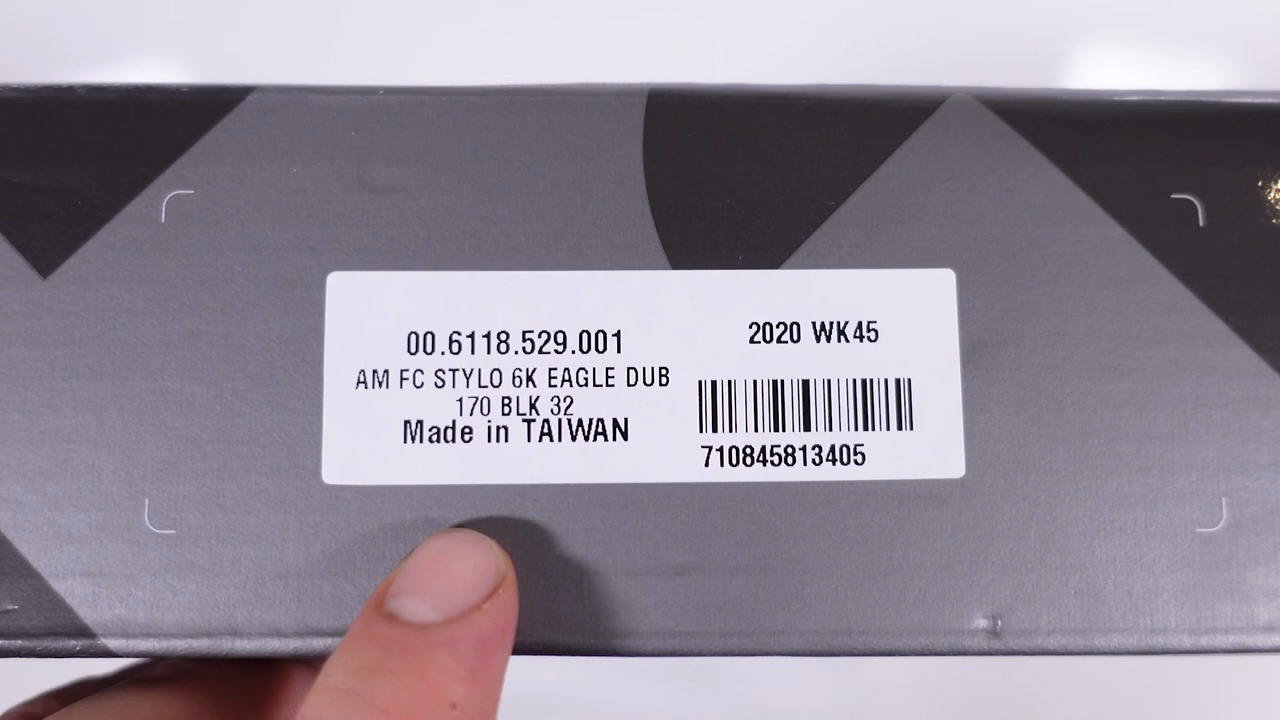 00.6118.529.001
AM FC STYLO 6K EAGLE DUB
170 BLK 32
Made in TAIWAN
2020 WK45
710845813405